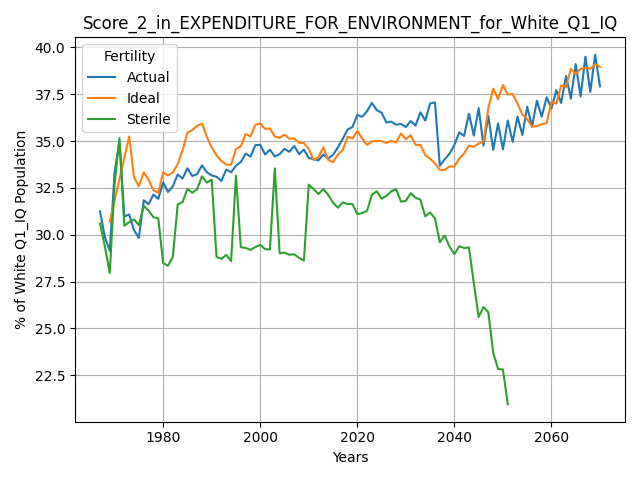 Score_2_in_EXPENDITURE_FOR_ENVIRONMENT_for_White_Q1_IQ
Fertility
Actual
Ideal
Sterile
% of White Q1_IQ Population
40.0
37.5
35.0
32.5
30.0
27.5
25.0
22.5
1980
2000
2020
2040
2060
Years